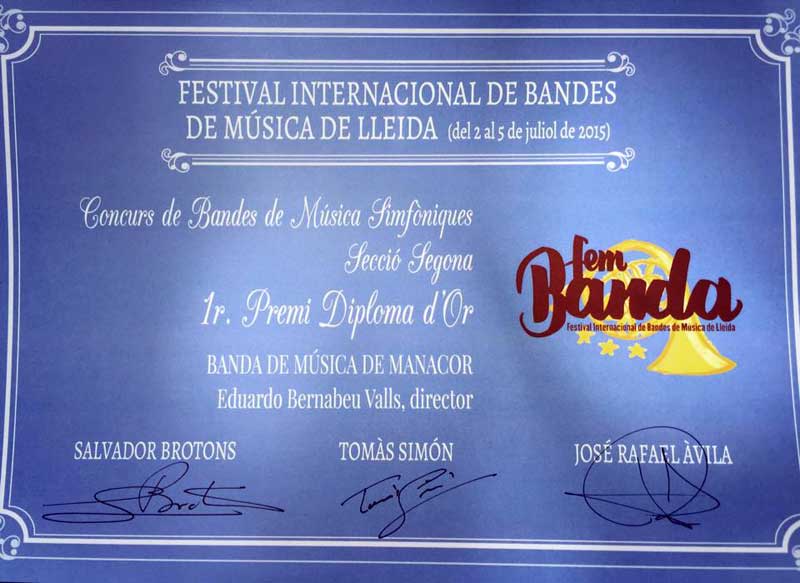 FESTIVAL INTERNACIONAL DE BANDES
DE MÚSICA DE LLEIDA (del 2 al 5 de juliol de 2015)
Concurs de Bandes de Música Simfòniques
Secció Segona
1r. Premi Diploma d'Or
BANDA DE MÚSICA DE MANACOR
Eduardo Bernabeu Valls, director
fem
Banda
Festival Internacional de Bandes de Música de Lleida
SALVADOR BROTONS
TOMÀS SIMÓN
JOSÉ RAFAEL ÀVILA